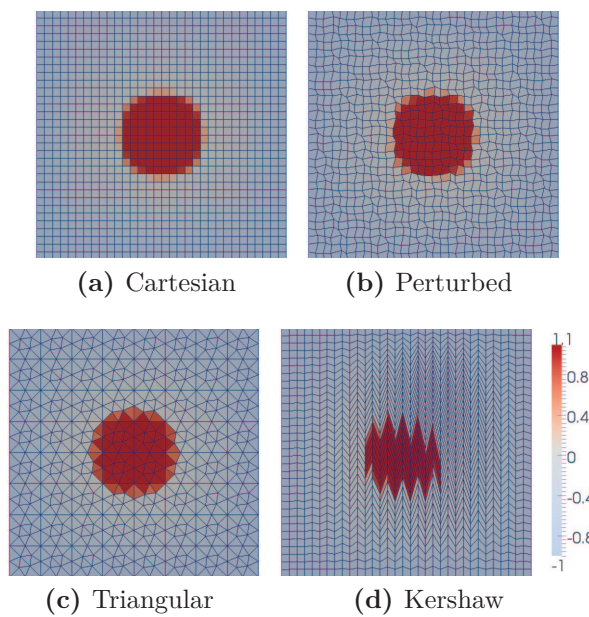 (a) Cartesian
(b) Perturbed
1.1
0.8
0.4
0
-0.4
-0.8
-1
(c) Triangular
(d) Kershaw